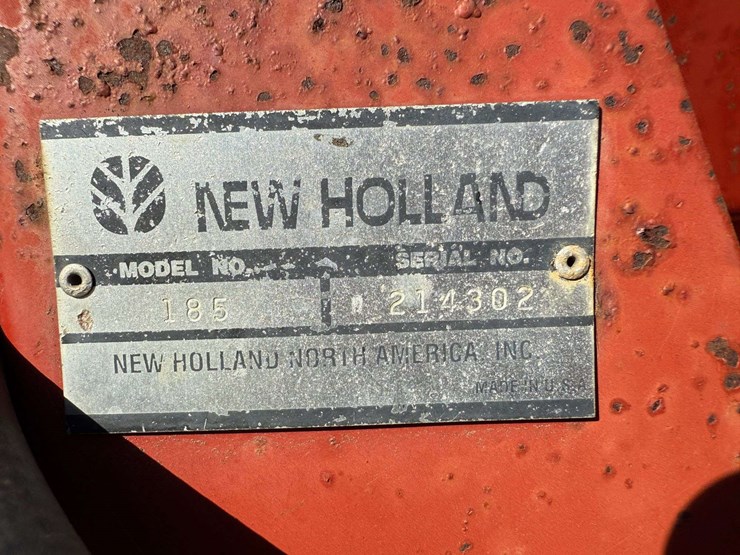 NEW HOLLAND
MODEL NO. SERIAL NO.
185 214302
NEW HOLLAND NORTH AMERICA, INC.
MADE IN U.S.A.